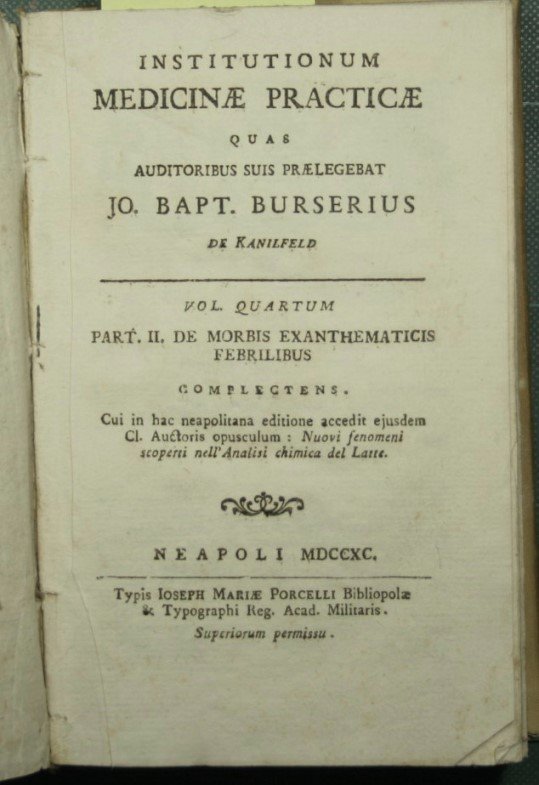 INSTITUTIONUM
MEDICINÆ PRACTICÆ
QUAS
AUDITORIBUS SUIS PRÆLEGEBAT
JO. BAPT. BURSERIUS
DE KANILFELD
VOL. QUARTUM
PART. II. DE MORBIS EXANTHEMATICIS
FEBRILIBUS
COMPLECTENS.
Cui in hac neapolitana editione accedit ejusdem
Cl. Auctoris opusculum : Nuovi fenomeni
scoperti nell'Analisi chimica del Latte.
NEAPOLI MDCCXC.
Typis IOSEPH MARIÆ PORCELLI Bibliopolæ
& Typographi Reg. Acad. Militaris.
Superiorum permissu.